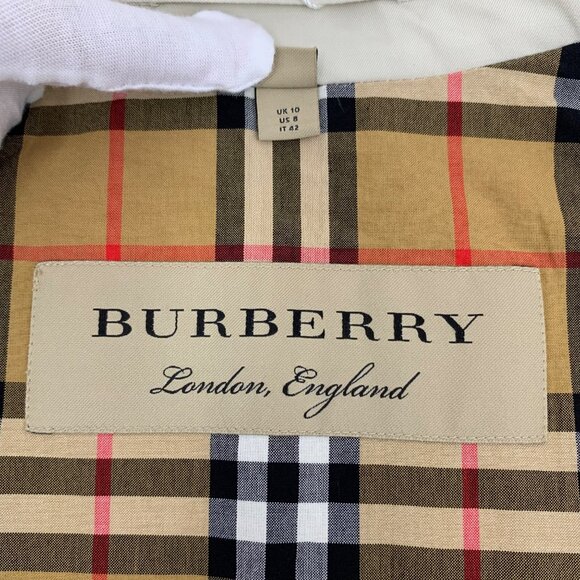 UK 10
US 8
IT 42
BURBERRY
London, England